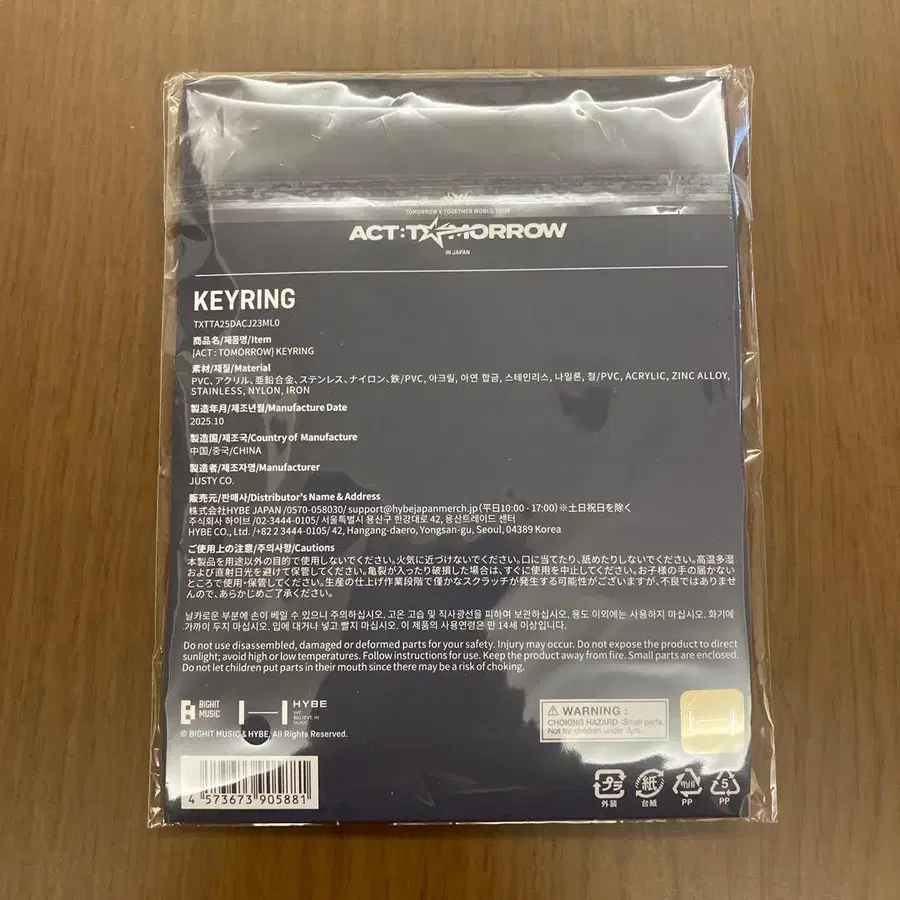 TOMORROW X TOGETHER WORLD TOUR
ACT : TOMORROW
IN JAPAN
KEYRING
TXTTA25DACJ23ML0
商品名/제품명/Item
[ACT : TOMORROW] KEYRING
素材/재질/Material
PVC、アクリル、亜鉛合金、ステンレス、ナイロン、鉄/PVC, 아크릴, 아연 합금, 스테인리스, 나일론, 철/PVC, ACRYLIC, ZINC ALLOY,
STAINLESS, NYLON, IRON
製造年月/제조년월/Manufacture Date
2025.10
製造国/제조국/Country of Manufacture
中国/중국/CHINA
製造者/제조자명/Manufacturer
JUSTY CO.
販売元/판매사/Distributor's Name & Address
株式会社HYBE JAPAN /0570-058030/ support@hybejapanmerch.jp (平日10:00 - 17:00) ※土日祝日を除く
주식회사 하이브 /02-3444-0105/ 서울특별시 용산구 한강대로 42, 용산트레이드 센터
HYBE CO., Ltd. /+82 2 3444-0105/ 42, Hangang-daero, Yongsan-gu, Seoul, 04389 Korea
ご使用上の注意/주의사항/Cautions
本製品を用途以外の目的で使用しないでください。火気に近づけないでください。口に当てたり、舐めたりしないでください。高温多湿
および直射日光を避けて保管してください。亀裂が入ったり破損した場合は、すぐに使用を中止してください。お子様の手の届かない
ところで使用・保管してください。生産の仕上げ作業段階で僅かなスクラッチが発生する可能性がございますが、不良ではありませ
んので、あらかじめご了承ください。
날카로운 부분에 손이 베일 수 있으니 주의하십시오. 고온 고습 및 직사광선을 피하여 보관하십시오. 용도 이외에는 사용하지 마십시오. 화기에
가까이 두지 마십시오. 입에 대거나 넣고 빨지 마십시오. 이 제품의 사용연령은 만 14세 이상입니다.
Do not use disassembled, damaged or deformed parts for your safety. Injury may occur. Do not expose the product to direct
sunlight; avoid high or low temperatures. Follow instructions for use. Keep the product away from fire. Small parts are enclosed.
Do not let children put parts in their mouth since there may be a risk of choking.
BIGHIT
MUSIC
HYBE
WE
BELIEVE IN
MUSIC
© BIGHIT MUSIC & HYBE. All Rights Reserved.
WARNING :
CHOKING HAZARD -Small parts.
Not for children under 3yrs.
4 573673 905881
プラ
外装
紙
台紙
PP
5
PP